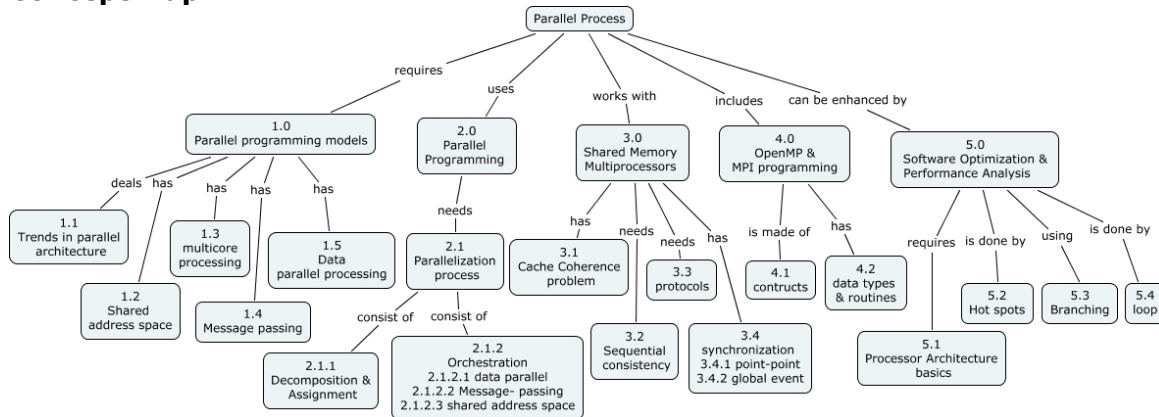 Parallel Process
requires
uses
works with
includes
can be enhanced by
1.0
Parallel programming models
2.0
Parallel
Programming
3.0
Shared Memory
Multiprocessors
4.0
OpenMP &
MPI programming
5.0
Software Optimization &
Performance Analysis
deals
has
has
has
has
needs
has
needs
needs
has
is made of
has
requires
is done by
using
is done by
1.1
Trends in parallel
architecture
1.2
Shared
address space
1.3
multicore
processing
1.4
Message passing
1.5
Data
parallel processing
2.1
Parallelization
process
consist of
consist of
2.1.1
Decomposition &
Assignment
2.1.2
Orchestration
2.1.2.1 data parallel
2.1.2.2 Message- passing
2.1.2.3 shared address space
3.1
Cache Coherence
problem
3.2
Sequential
consistency
3.3
protocols
3.4
synchronization
3.4.1 point-point
3.4.2 global event
4.1
contructs
4.2
data types
& routines
5.1
Processor Architecture
basics
5.2
Hot spots
5.3
Branching
5.4
loop